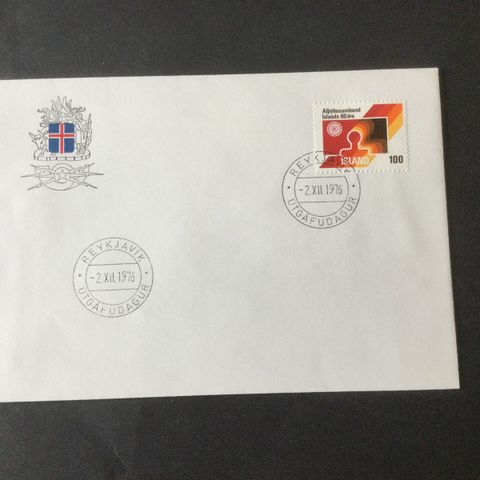 Alþýðusamband
Íslands 60 ára
ÍSLAND 100
REYKJAVÍK
-2.XII.1976
ÚTGÁFUDAGUR
REYKJAVÍK
-2.XII.1976
ÚTGÁFUDAGUR